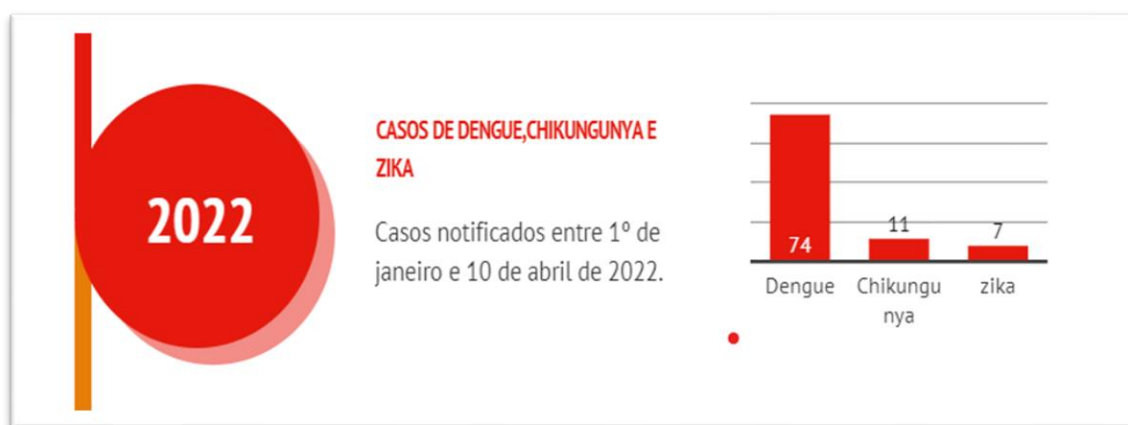 2022
CASOS DE DENGUE,CHIKUNGUNYA E
ZIKA
Casos notificados entre 1º de
janeiro e 10 de abril de 2022.
74
11
7
Dengue
Chikungu
nya
zika